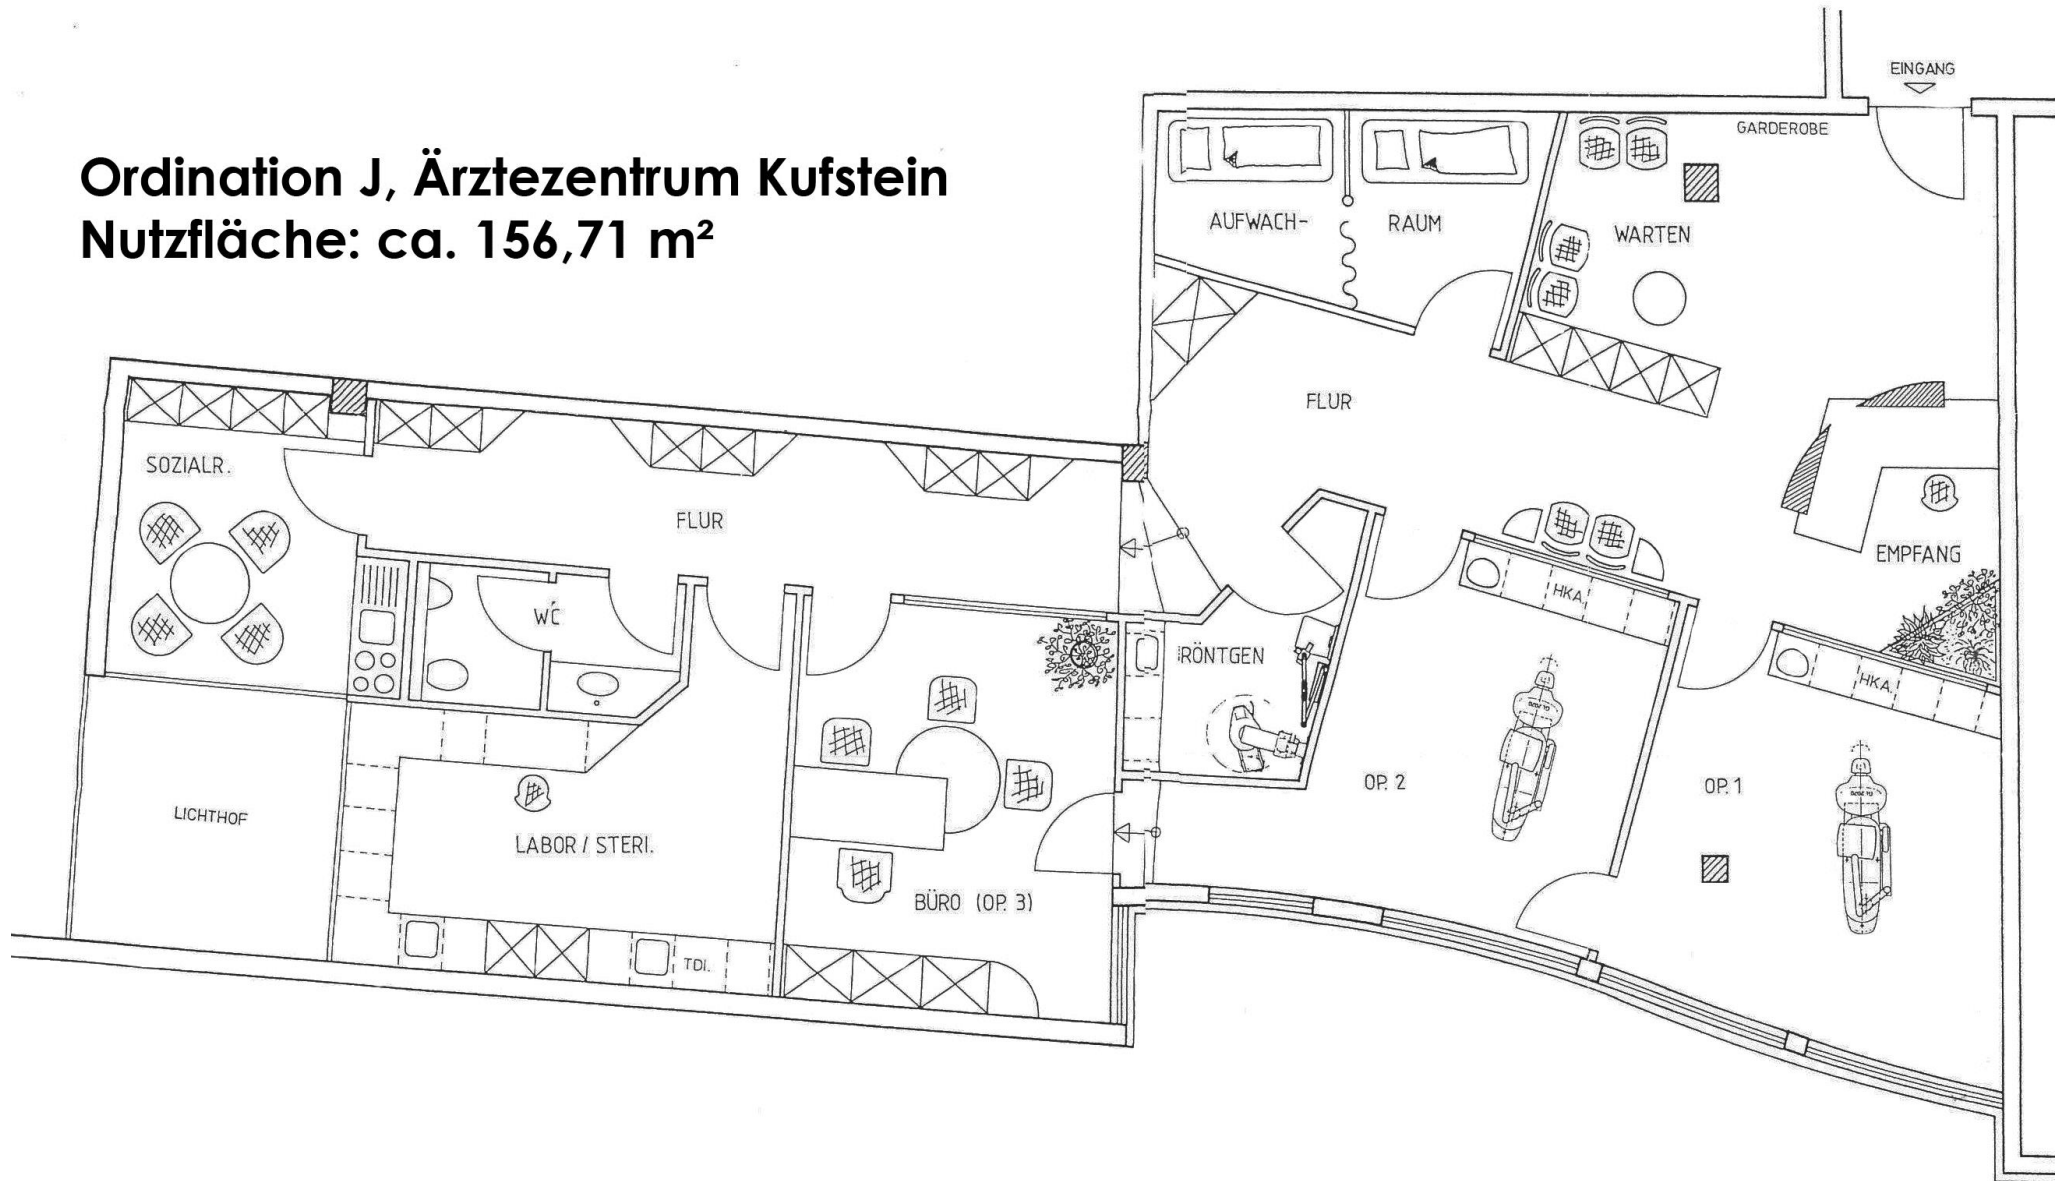 Ordination J, Ärztezentrum Kufstein
Nutzfläche: ca. 156,71 m²
EINGANG
GARDEROBE
AUFWACH- RAUM
WARTEN
FLUR
SOZIALR.
FLUR
EMPFANG
WC
HKA
RÖNTGEN
HKA
OP. 2
OP. 1
LICHTHOF
LABOR / STERI.
BÜRO (OP. 3)
TDI.